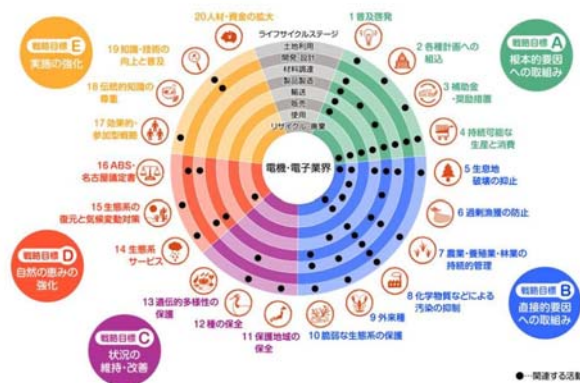 戦略目標 E
実施の強化
戦略目標 A
根本的要因
への取組み
戦略目標 B
直接的要因
への取組み
戦略目標 C
状況の
維持・改善
戦略目標 D
自然の恵みの
強化
ライフサイクルステージ
土地利用
開発・設計
材料調達
製品製造
輸送
販売
使用
リサイクル/廃棄
電機・電子業界
1 普及啓発
2 各種計画への
組込
3 補助金
・奨励措置
4 持続可能な
生産と消費
5 生息地
破壊の抑止
6 過剰漁獲の防止
7 農業・養殖業・林業の
持続的管理
8 化学物質などによる
汚染の抑制
9 外来種
10 脆弱な生態系の保護
11 保護地域の
保全
12 種の保全
13 遺伝的多様性の
保護
14 生態系
サービス
15 生態系の
復元と気候変動対策
16 ABS・
名古屋議定書
17 効果的・
参加型戦略
18 伝統的知識の
尊重
19 知識・技術の
向上と普及
20 人材・資金の拡大
●…関連する活動